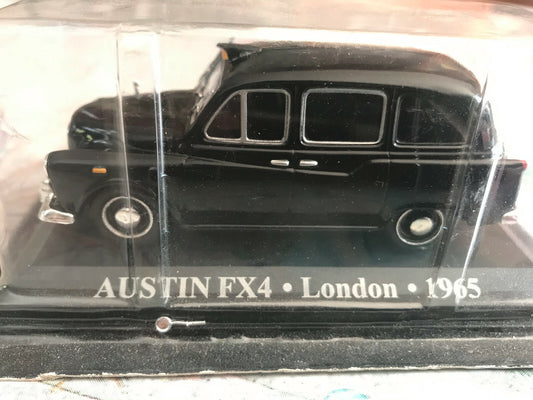 AUSTIN FX4 • London • 1965